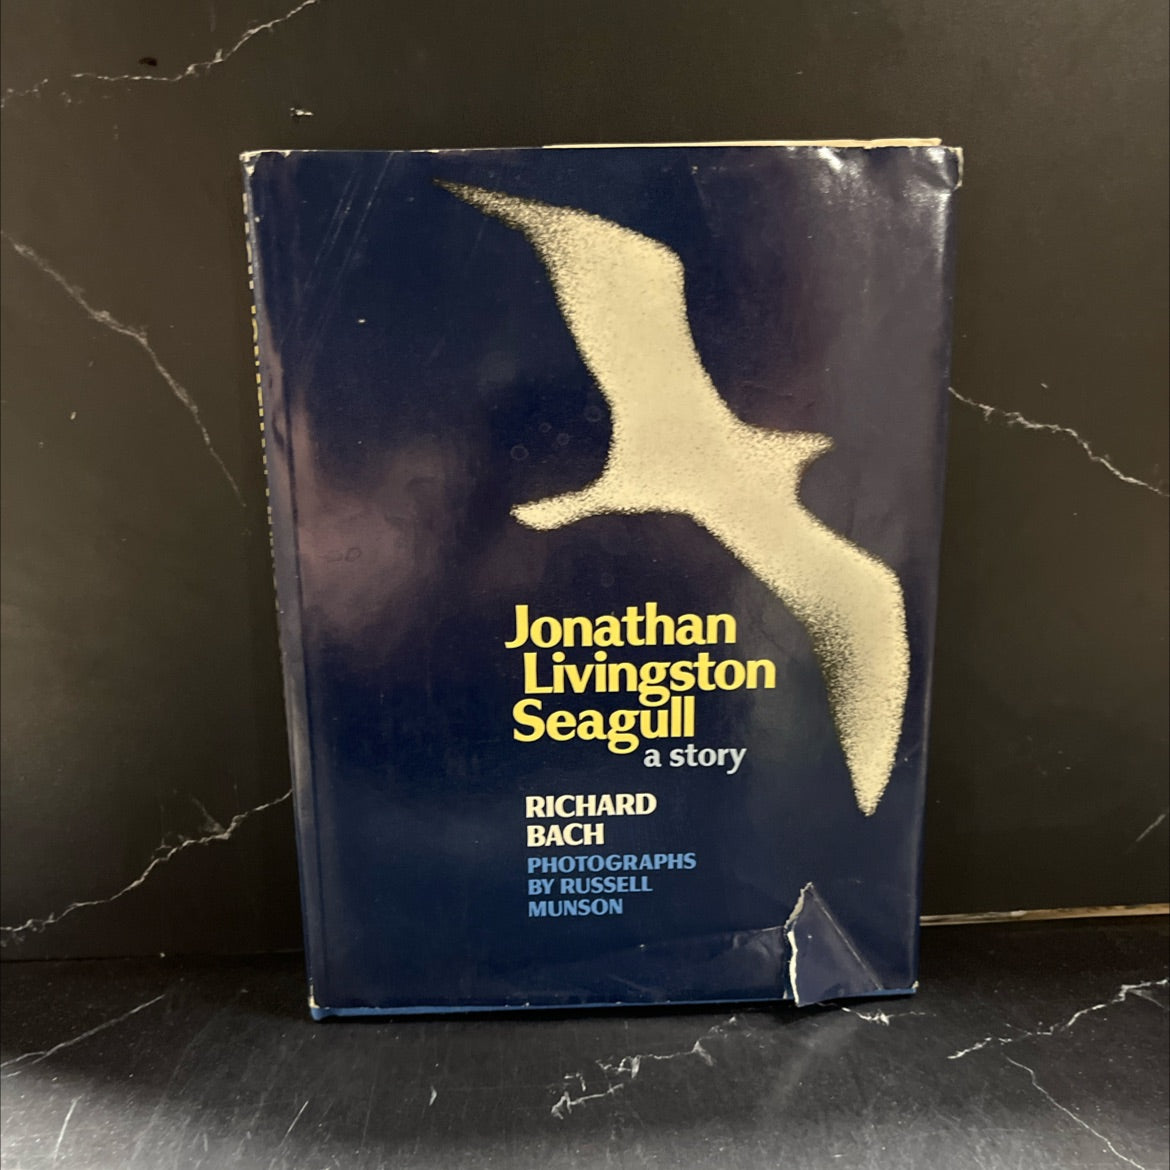 Jonathan
Livingston
Seagull
a story
RICHARD
BACH
PHOTOGRAPHS
BY RUSSELL
MUNSON